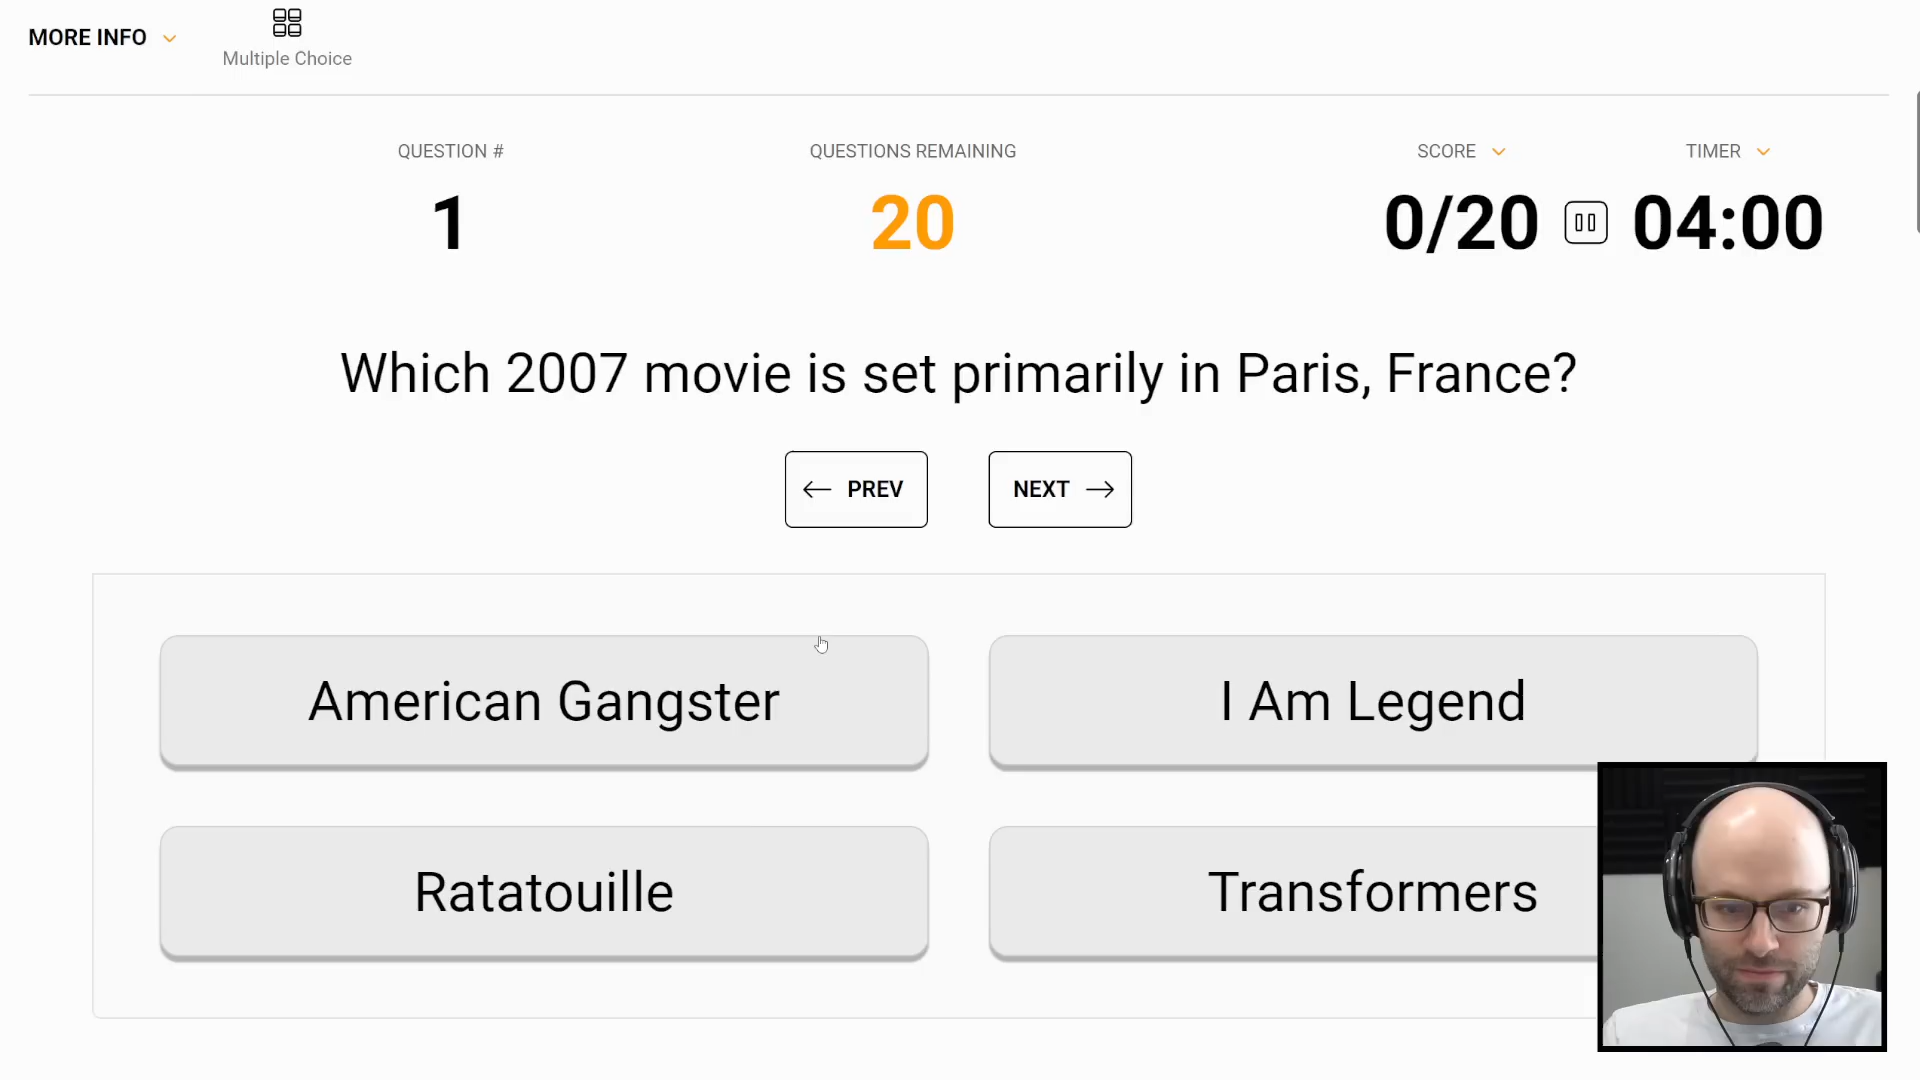 MORE INFO
Multiple Choice
QUESTION #
QUESTIONS REMAINING
SCORE
TIMER
1
20
0/20
04:00
Which 2007 movie is set primarily in Paris, France?
PREV
NEXT
American Gangster
I Am Legend
Ratatouille
Transformers